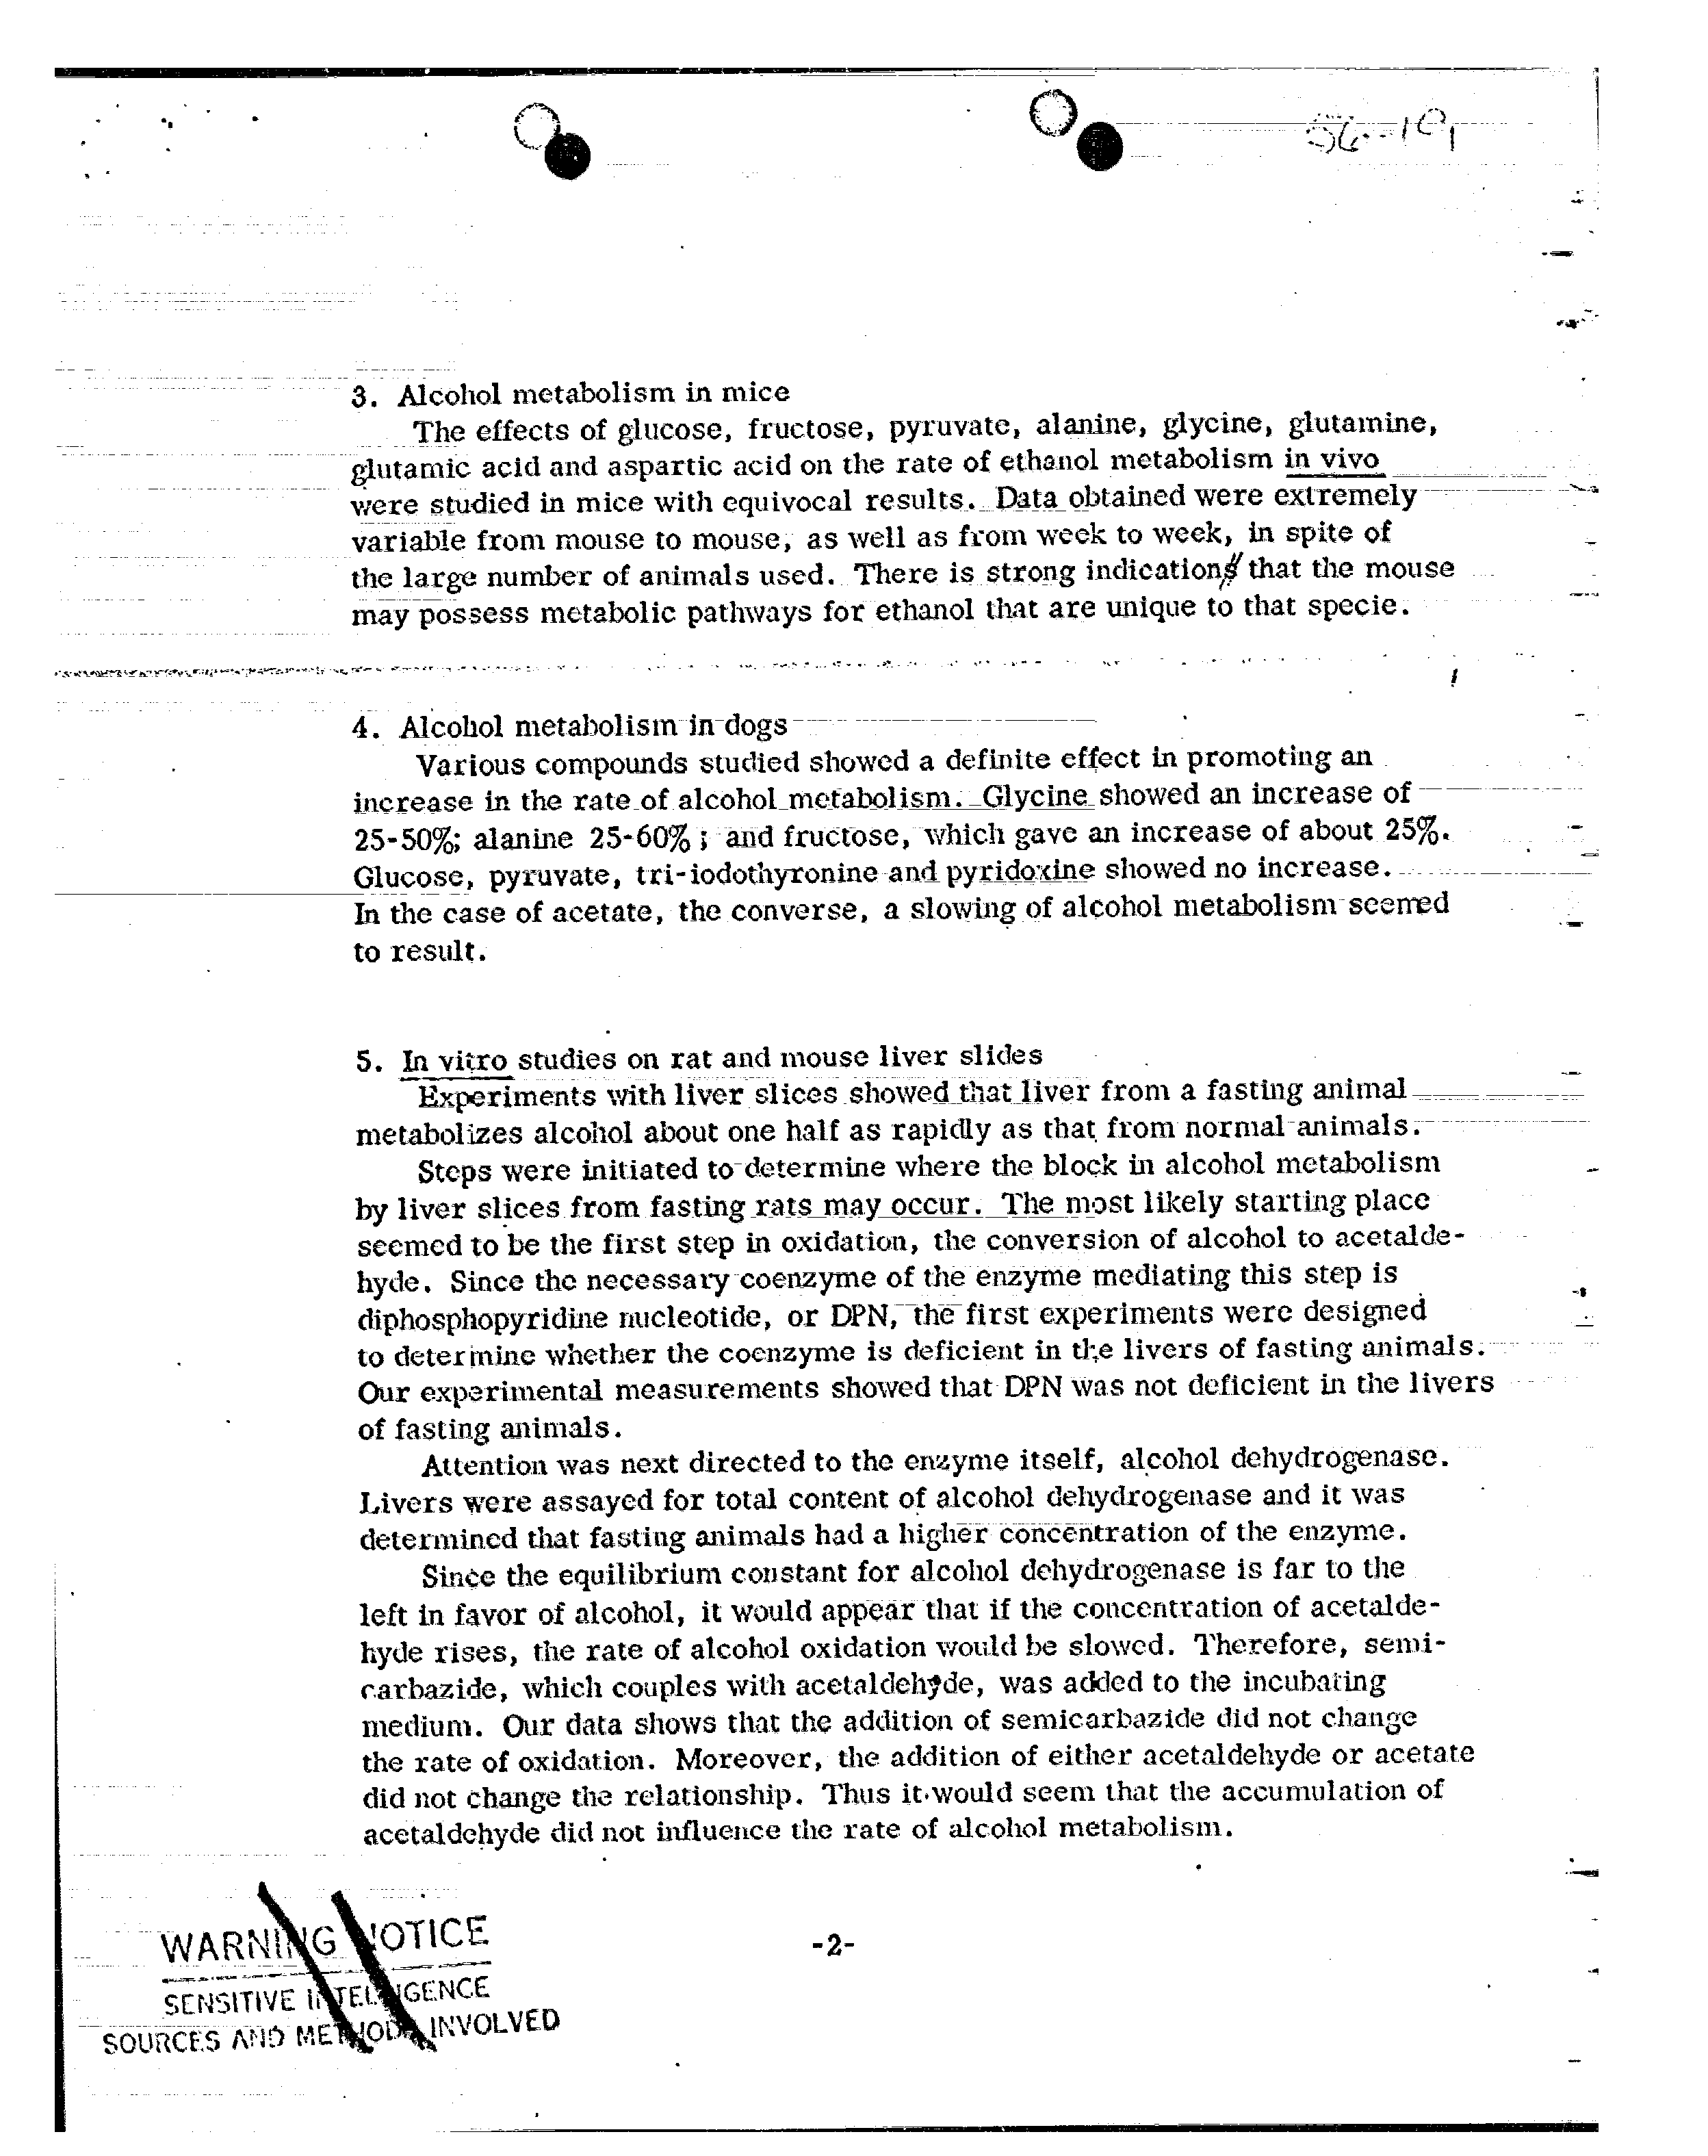 56-19
3. Alcohol metabolism in mice
The effects of glucose, fructose, pyruvate, alanine, glycine, glutamine,
glutamic acid and aspartic acid on the rate of ethanol metabolism in vivo
were studied in mice with equivocal results. Data obtained were extremely
variable from mouse to mouse, as well as from week to week, in spite of
the large number of animals used. There is strong indication that the mouse
may possess metabolic pathways for ethanol that are unique to that specie.
4. Alcohol metabolism in dogs
Various compounds studied showed a definite effect in promoting an
increase in the rate of alcohol metabolism. Glycine showed an increase of
25-50%; alanine 25-60% ; and fructose, which gave an increase of about 25%.
Glucose, pyruvate, tri-iodothyronine and pyridoxine showed no increase.
In the case of acetate, the converse, a slowing of alcohol metabolism seemed
to result.
5. In vitro studies on rat and mouse liver slides
Experiments with liver slices showed that liver from a fasting animal
metabolizes alcohol about one half as rapidly as that from normal animals.
Steps were initiated to determine where the block in alcohol metabolism
by liver slices from fasting rats may occur. The most likely starting place
seemed to be the first step in oxidation, the conversion of alcohol to acetalde-
hyde. Since the necessary coenzyme of the enzyme mediating this step is
diphosphopyridine nucleotide, or DPN, the first experiments were designed
to determine whether the coenzyme is deficient in the livers of fasting animals.
Our experimental measurements showed that DPN was not deficient in the livers
of fasting animals.
Attention was next directed to the enzyme itself, alcohol dehydrogenase.
Livers were assayed for total content of alcohol dehydrogenase and it was
determined that fasting animals had a higher concentration of the enzyme.
Since the equilibrium constant for alcohol dehydrogenase is far to the
left in favor of alcohol, it would appear that if the concentration of acetalde-
hyde rises, the rate of alcohol oxidation would be slowed. Therefore, semi-
carbazide, which couples with acetaldehyde, was added to the incubating
medium. Our data shows that the addition of semicarbazide did not change
the rate of oxidation. Moreover, the addition of either acetaldehyde or acetate
did not change the relationship. Thus it would seem that the accumulation of
acetaldehyde did not influence the rate of alcohol metabolism.
-2-
WARNING NOTICE
SENSITIVE INTELLIGENCE
SOURCES AND METHODS INVOLVED